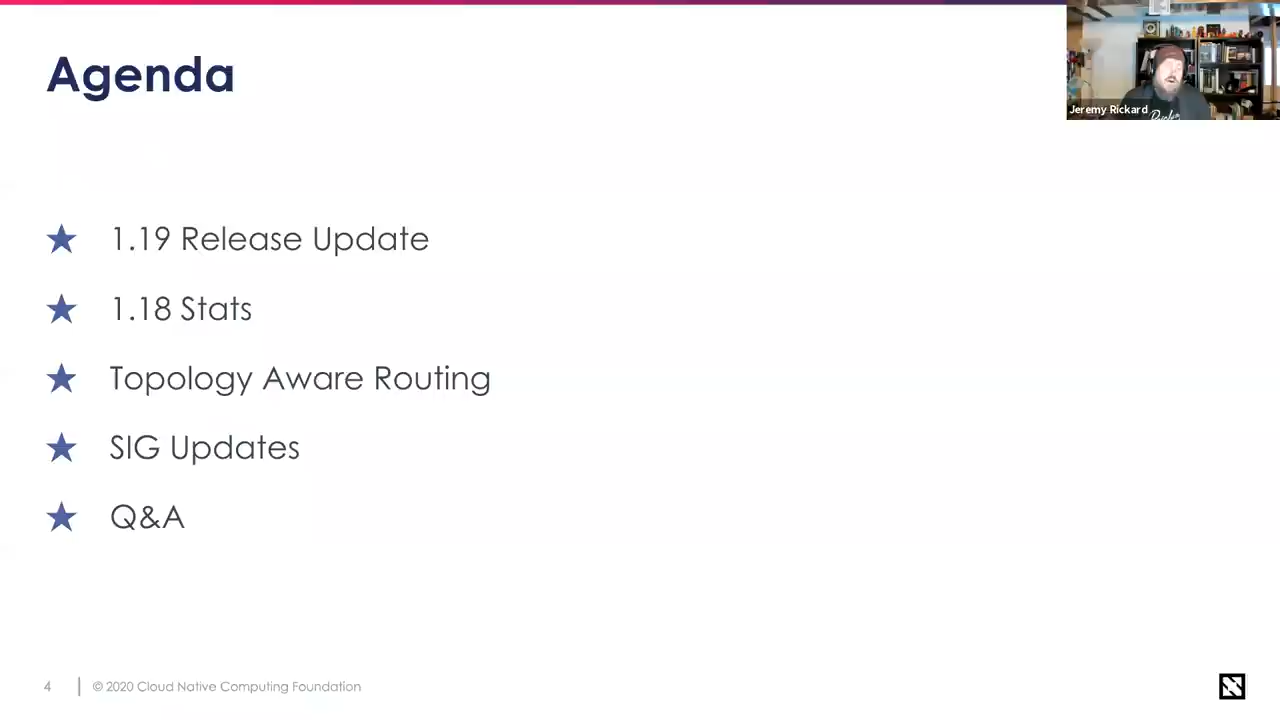 Agenda
Jeremy Rickard
1.19 Release Update
1.18 Stats
Topology Aware Routing
SIG Updates
Q&A
4
© 2020 Cloud Native Computing Foundation